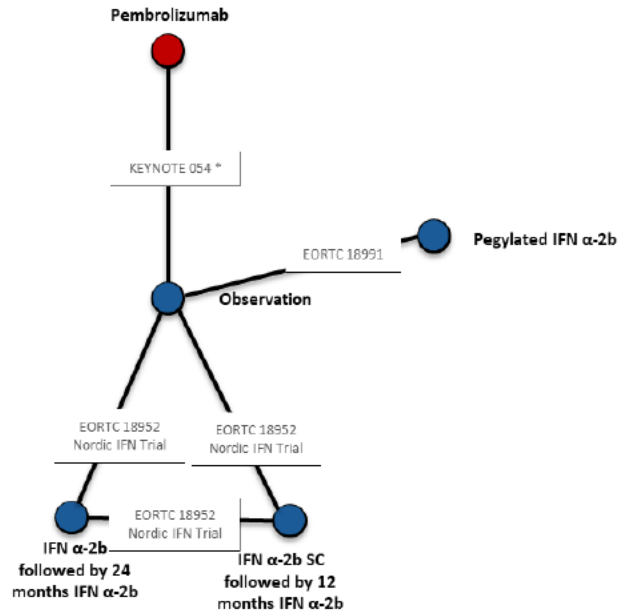 Pembrolizumab
KEYNOTE 054 *
EORTC 18991
Pegylated IFN α-2b
Observation
EORTC 18952
Nordic IFN Trial
EORTC 18952
Nordic IFN Trial
EORTC 18952
Nordic IFN Trial
IFN α-2b
followed by 24
months IFN α-2b
IFN α-2b SC
followed by 12
months IFN α-2b